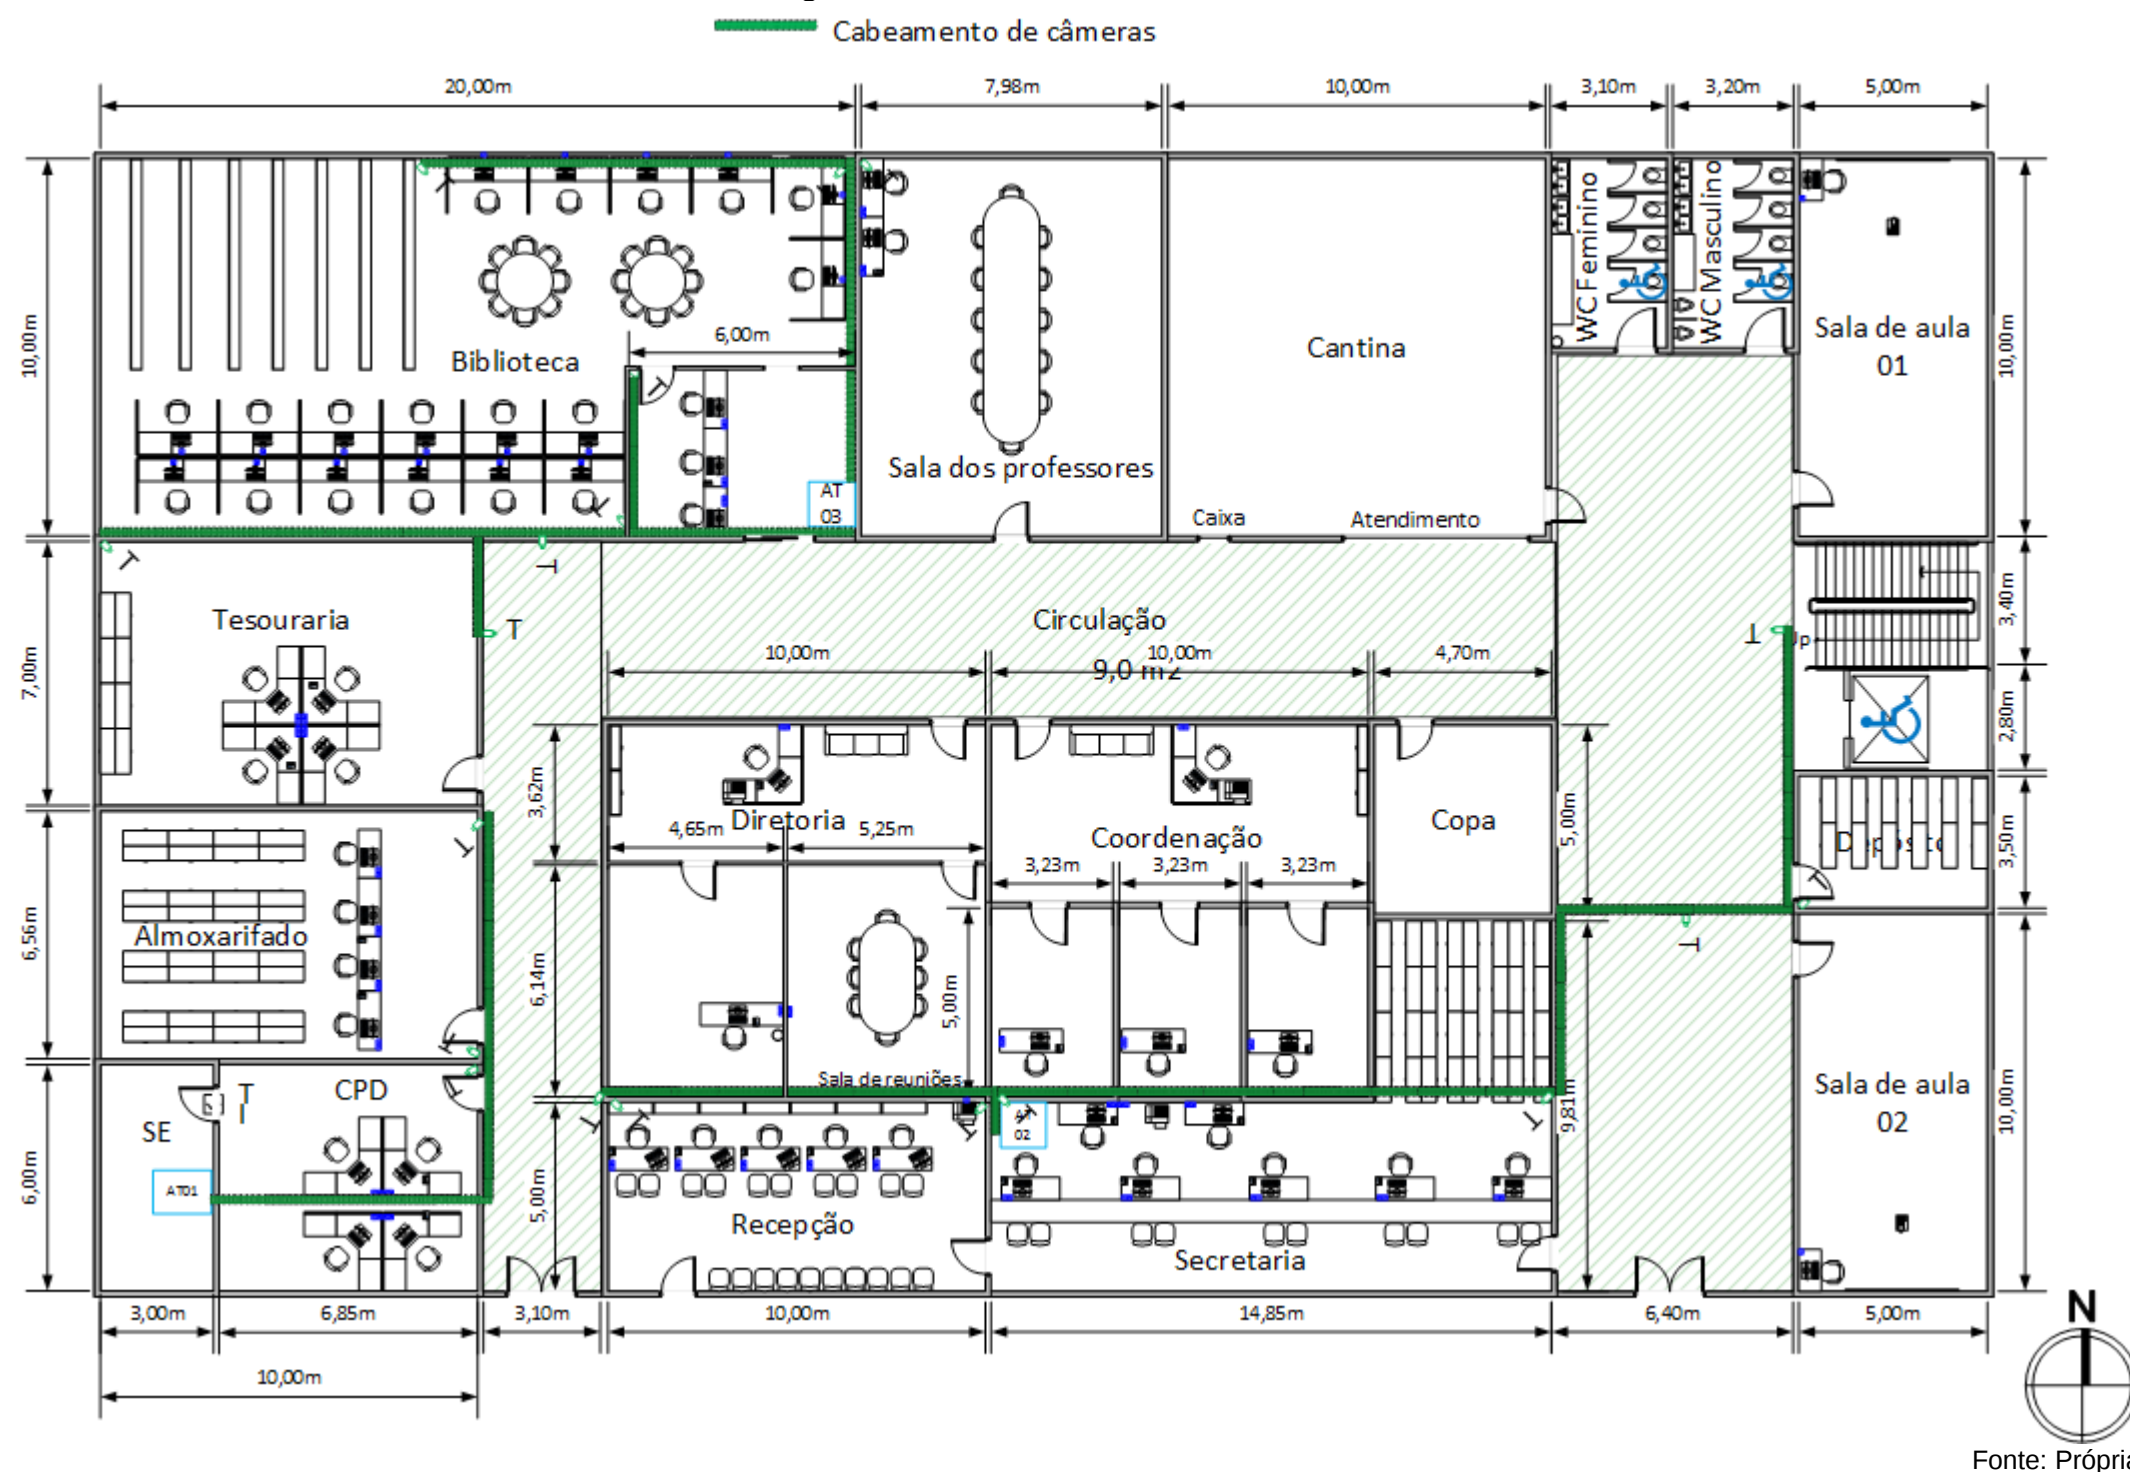 Cabeamento de câmeras
20,00m
7,98m
10,00m
3,10m
3,20m
5,00m
10,00m
Biblioteca
6,00m
AT
03
Sala dos professores
Cantina
Caixa
Atendimento
WC Feminino
WC Masculino
Sala de aula
01
10,00m
7,00m
Tesouraria
T
T
T
Circulação
9,0 m2
10,00m
10,00m
4,70m
T
Up
3,40m
2,80m
3,62m
Diretoria
4,65m
5,25m
Coordenação
3,23m
3,23m
3,23m
Copa
5,00m
Depósito
3,50m
6,56m
Almoxarifado
6,14m
5,00m
Sala de reuniões
T
9,81m
Sala de aula
02
10,00m
CPD
T
I
SE
AT01
6,00m
5,00m
AT
02
Recepção
Secretaria
3,00m
6,85m
3,10m
10,00m
14,85m
6,40m
5,00m
10,00m
N
Fonte: Própria